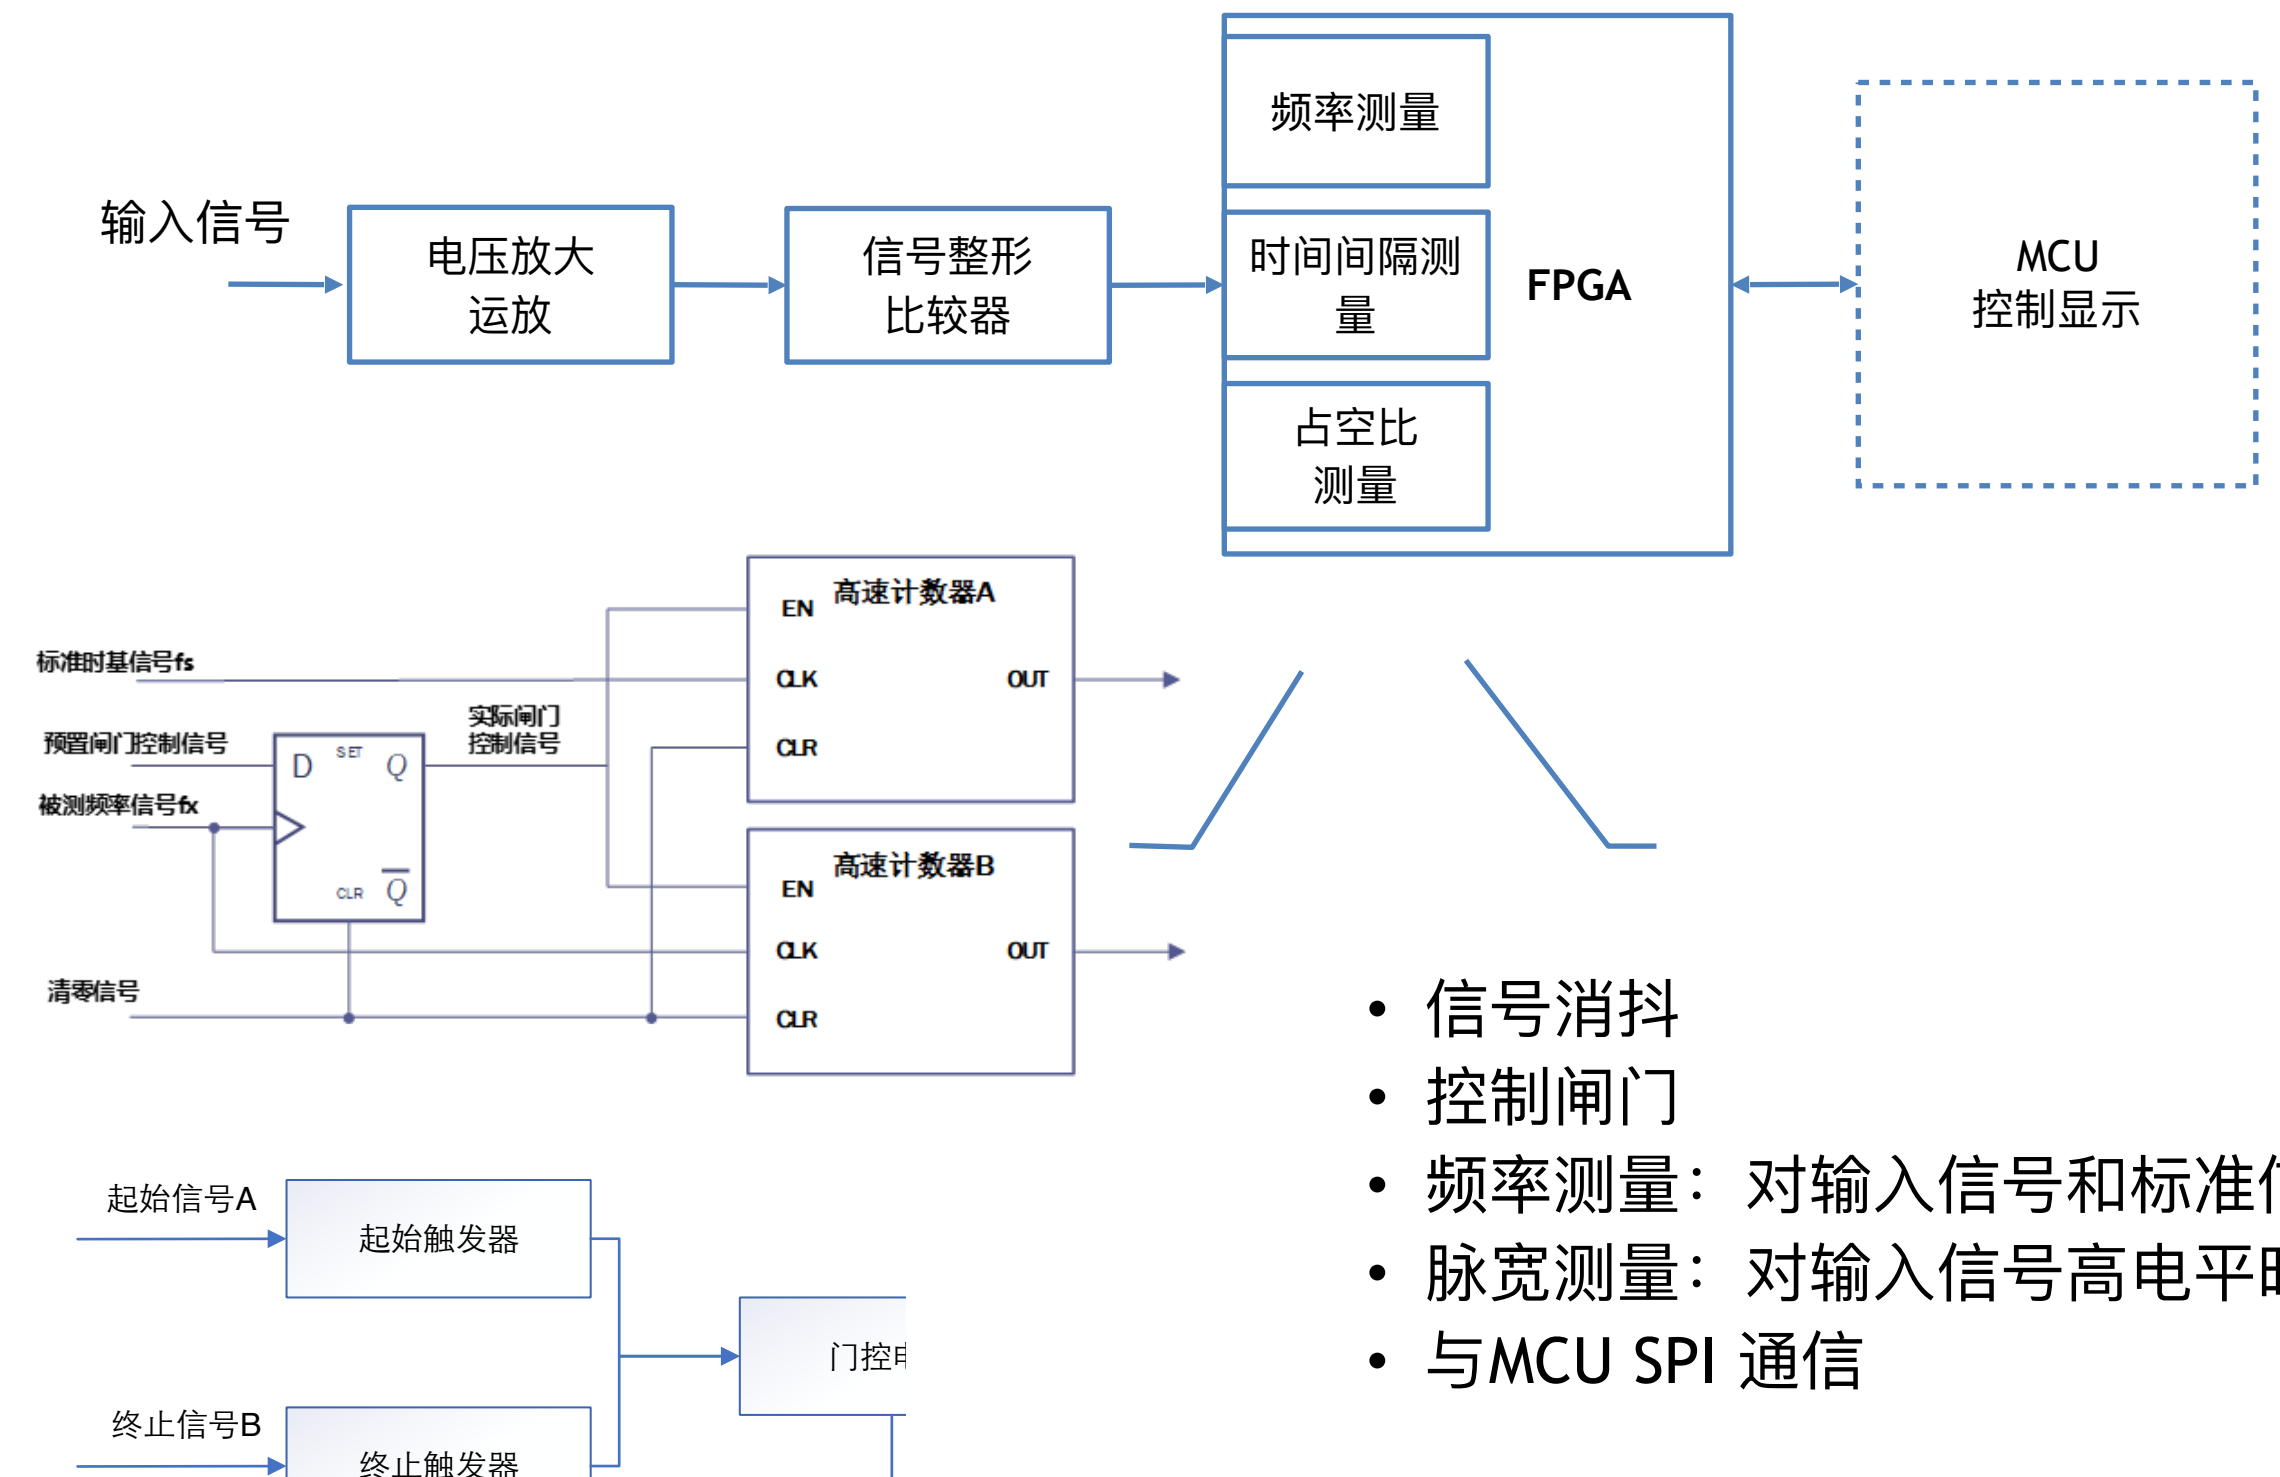 频率测量
输入信号
电压放大
运放
信号整形
比较器
时间间隔测
量
FPGA
MCU
控制显示
占空比
测量
高速计数器A
EN
标准时基信号fs
CLK
OUT
实际闸门
控制信号
预置闸门控制信号
CLR
D
SET
Q
被测频率信号fx
高速计数器B
EN
CLR
Q
CLK
OUT
清零信号
CLR
• 信号消抖
• 控制闸门
• 频率测量：对输入信号和标准
• 脉宽测量：对输入信号高电平
• 与MCU SPI 通信
起始信号A
起始触发器
门控
终止信号B
终止触发器